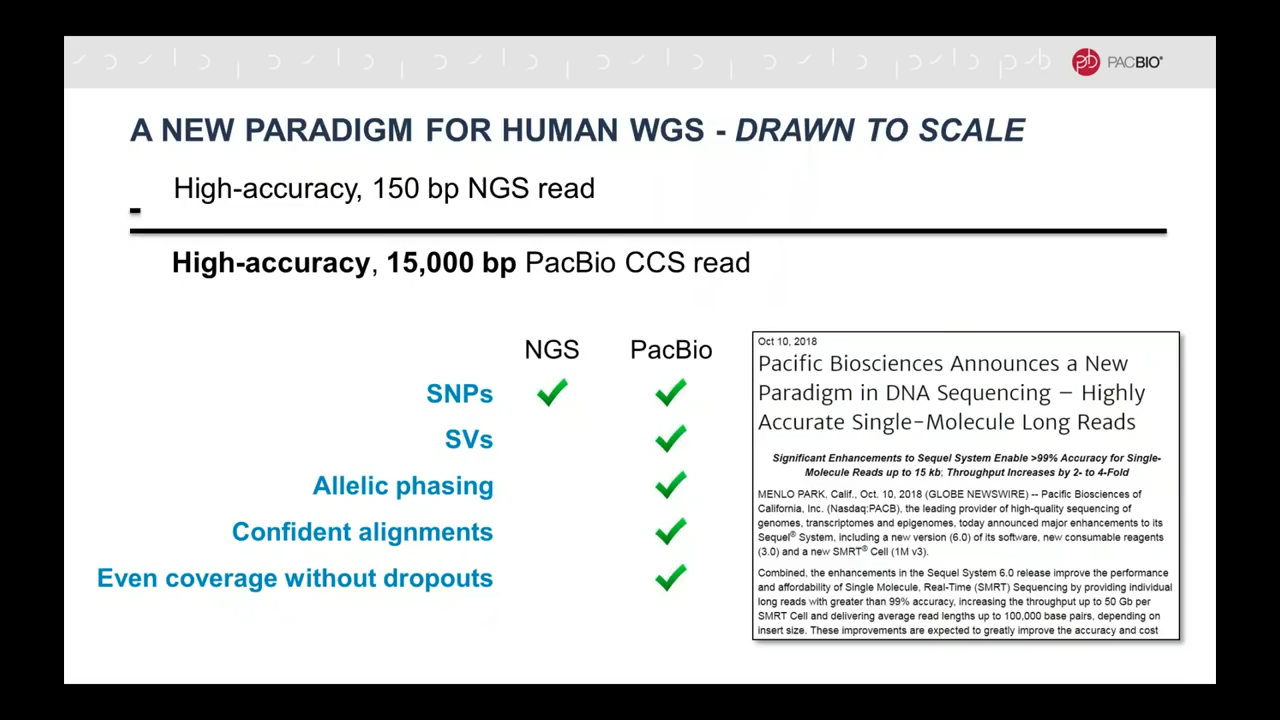 PACBIO®
A NEW PARADIGM FOR HUMAN WGS - DRAWN TO SCALE
High-accuracy, 150 bp NGS read
High-accuracy, 15,000 bp PacBio CCS read
NGS PacBio
SNPs ✓ ✓
SVs ✓
Allelic phasing ✓
Confident alignments ✓
Even coverage without dropouts ✓
Oct 10, 2018
Pacific Biosciences Announces a New
Paradigm in DNA Sequencing – Highly
Accurate Single-Molecule Long Reads
Significant Enhancements to Sequel System Enable >99% Accuracy for Single-
Molecule Reads up to 15 kb; Throughput Increases by 2- to 4-Fold
MENLO PARK, Calif., Oct. 10, 2018 (GLOBE NEWSWIRE) -- Pacific Biosciences of
California, Inc. (Nasdaq:PACB), the leading provider of high-quality sequencing of
genomes, transcriptomes and epigenomes, today announced major enhancements to its
Sequel® System, including a new version (6.0) of its software, new consumable reagents
(3.0) and a new SMRT® Cell (1M v3).
Combined, the enhancements in the Sequel System 6.0 release improve the performance
and affordability of Single Molecule, Real-Time (SMRT) Sequencing by providing individual
long reads with greater than 99% accuracy, increasing the throughput up to 50 Gb per
SMRT Cell and delivering average read lengths up to 100,000 base pairs, depending on
insert size. These improvements are expected to greatly improve the accuracy and cost